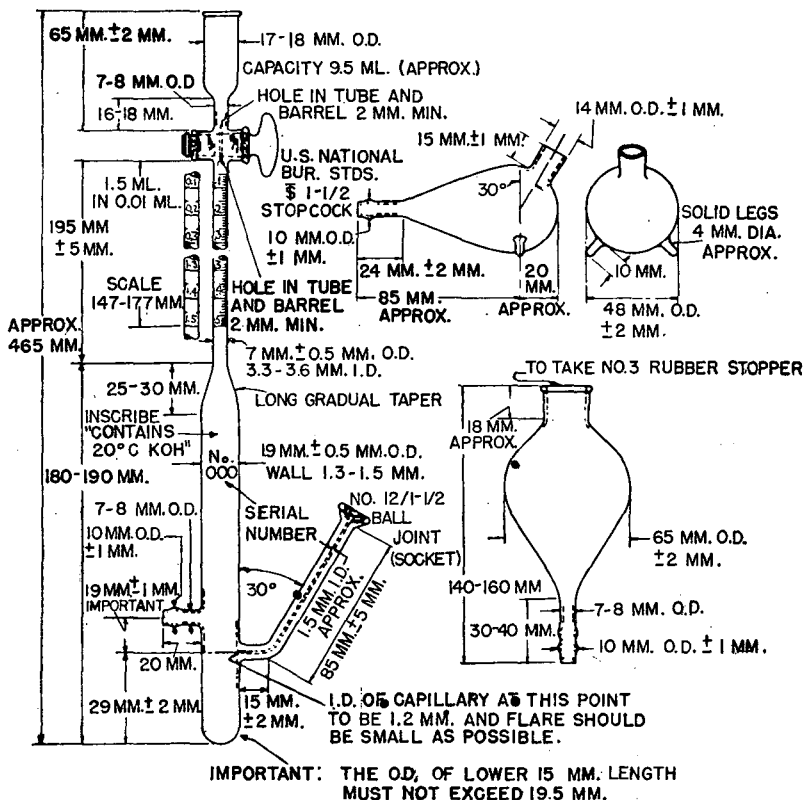 65 MM.±2 MM.
17-18 MM. O.D.
CAPACITY 9.5 ML. (APPROX.)
7-8 MM. O.D
HOLE IN TUBE AND
BARREL 2 MM. MIN.
16-18 MM.
14 MM. O.D. ±1 MM.
15 MM.±1 MM.
30°
U.S. NATIONAL
BUR. STDS.
1-1/2
STOPCOCK
1.5 ML.
IN 0.01 ML.
195 MM
±5 MM.
10 MM.O.D.
±1 MM.
24 MM. ±2 MM.
85 MM.
APPROX.
20
MM.
APPROX.
SOLID LEGS
4 MM. DIA.
APPROX.
10 MM.
48 MM. O.D.
±2 MM.
SCALE
147-177MM.
HOLE IN TUBE
AND BARREL
2 MM. MIN.
APPROX.
465 MM.
7 MM.±0.5 MM. O.D.
3.3-3.6 MM. I.D.
25-30 MM.
LONG GRADUAL TAPER
TO TAKE NO.3 RUBBER STOPPER
18 MM.
APPROX.
INSCRIBE
"CONTAINS
20°C KOH"
No.
000
19 MM.±0.5 MM.O.D.
WALL 1.3-1.5 MM.
180-190 MM.
7-8 MM.O.D.
SERIAL
NUMBER
NO. 12/1-1/2
BALL
JOINT
(SOCKET)
10MM.O.D.
±1 MM.
65 MM. O.D.
±2 MM.
30°
1.5 MM. I.D.
APPROX.
85 MM.±5 MM.
19 MM.±1 MM.
IMPORTANT
140-160 MM
7-8 MM. O.D.
30-40 MM.
10 MM. O.D. ±1 MM.
20 MM.
29 MM.±2 MM.
15 MM.
±2 MM.
I.D. OF CAPILLARY AT THIS POINT
TO BE 1.2 MM. AND FLARE SHOULD
BE SMALL AS POSSIBLE.
IMPORTANT: THE O.D. OF LOWER 15 MM. LENGTH
MUST NOT EXCEED 19.5 MM.